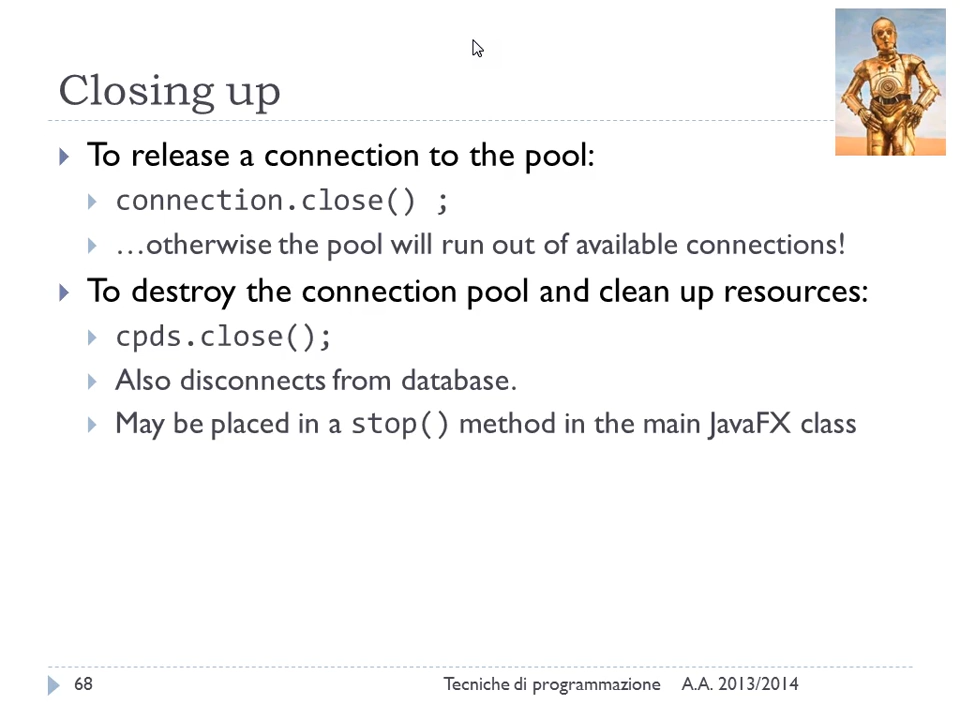 Closing up
To release a connection to the pool:
connection.close() ;
…otherwise the pool will run out of available connections!
To destroy the connection pool and clean up resources:
cpds.close();
Also disconnects from database.
May be placed in a stop() method in the main JavaFX class
68 Tecniche di programmazione A.A. 2013/2014